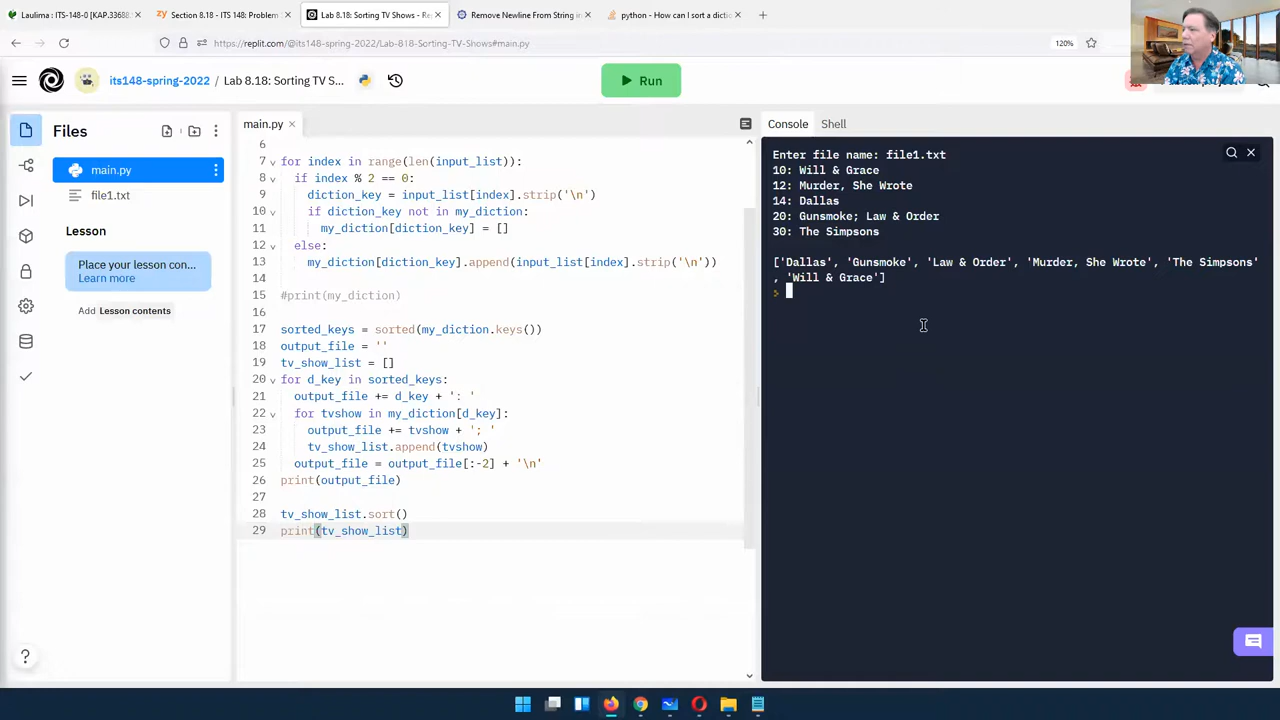 Laulima : ITS-148-0 [KAP.33688.
Section 8.18 - ITS 148: Problem
Lab 8.18: Sorting TV Shows - Re
Remove Newline From String in
python - How can I sort a dictio
https://replit.com/@its148-spring-2022/Lab-818-Sorting-TV-Shows#main.py
120%
its148-spring-2022 / Lab 8.18: Sorting TV S...
Run
Files
main.py
file1.txt
Lesson
Place your lesson con...
Learn more
Add Lesson contents
main.py
6
7 for index in range(len(input_list)):
8 if index % 2 == 0:
9 diction_key = input_list[index].strip('\n')
10 if diction_key not in my_diction:
11 my_diction[diction_key] = []
12 else:
13 my_diction[diction_key].append(input_list[index].strip('\n'))
14
15 #print(my_diction)
16
17 sorted_keys = sorted(my_diction.keys())
18 output_file = ''
19 tv_show_list = []
20 for d_key in sorted_keys:
21 output_file += d_key + ': '
22 for tvshow in my_diction[d_key]:
23 output_file += tvshow + '; '
24 tv_show_list.append(tvshow)
25 output_file = output_file[:-2] + '\n'
26 print(output_file)
27
28 tv_show_list.sort()
29 print(tv_show_list)
Console Shell
Enter file name: file1.txt
10: Will & Grace
12: Murder, She Wrote
14: Dallas
20: Gunsmoke; Law & Order
30: The Simpsons
['Dallas', 'Gunsmoke', 'Law & Order', 'Murder, She Wrote', 'The Simpsons'
, 'Will & Grace']
>